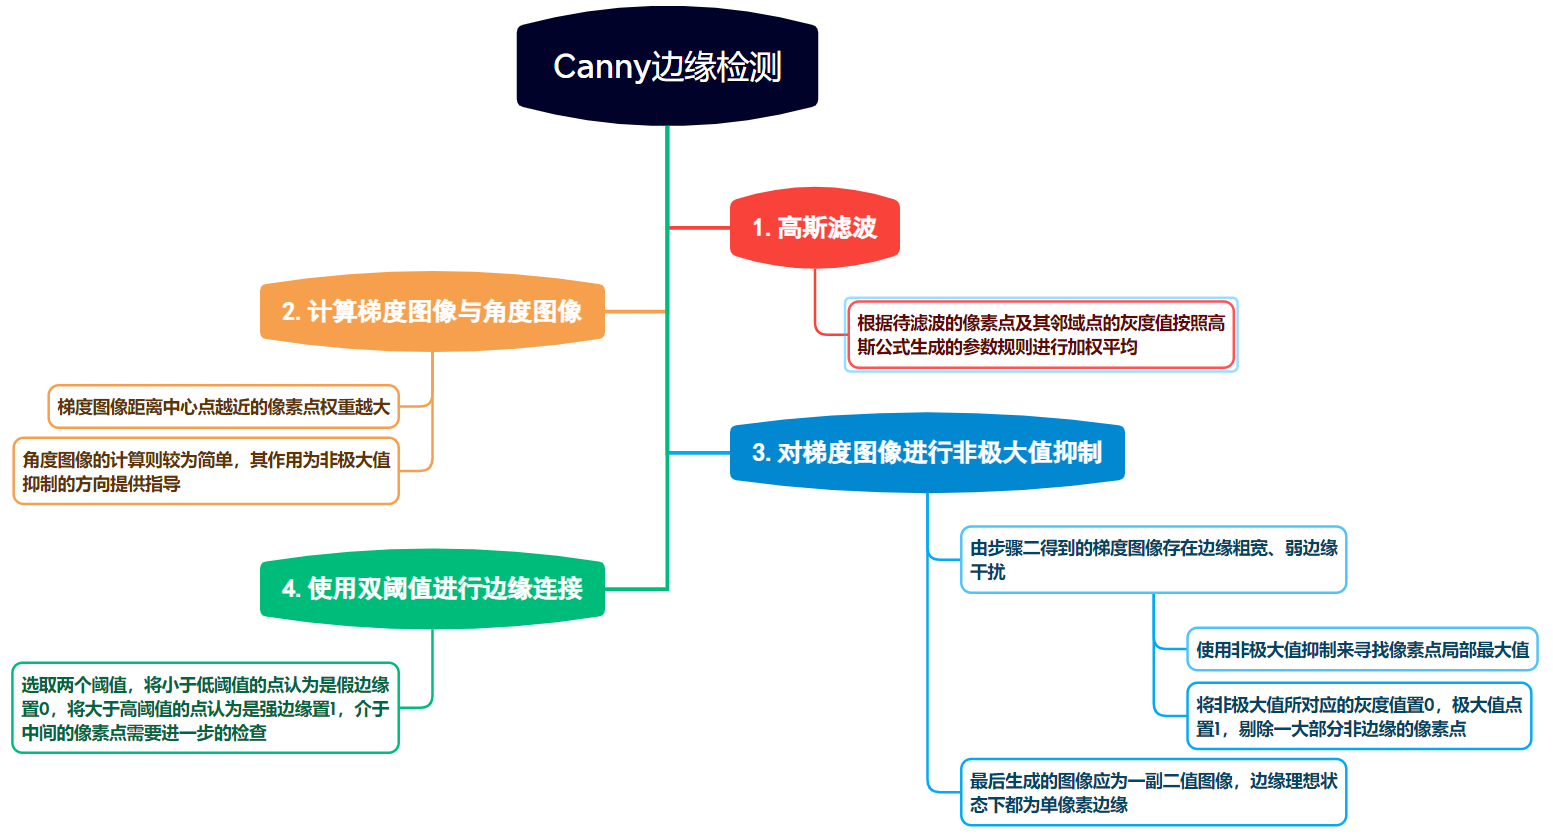 Canny边缘检测
1. 高斯滤波
根据待滤波的像素点及其邻域点的灰度值按照高
斯公式生成的参数规则进行加权平均
2. 计算梯度图像与角度图像
梯度图像距离中心点越近的像素点权重越大
角度图像的计算则较为简单，其作用为非极大值
抑制的方向提供指导
3. 对梯度图像进行非极大值抑制
由步骤二得到的梯度图像存在边缘粗宽、弱边缘
干扰
使用非极大值抑制来寻找像素点局部最大值
将非极大值所对应的灰度值置0，极大值点
置1，剔除一大部分非边缘的像素点
最后生成的图像应为一副二值图像，边缘理想状
态下都为单像素边缘
4. 使用双阈值进行边缘连接
选取两个阈值，将小于低阈值的点认为是假边缘
置0，将大于高阈值的点认为是强边缘置1，介于
中间的像素点需要进一步的检查